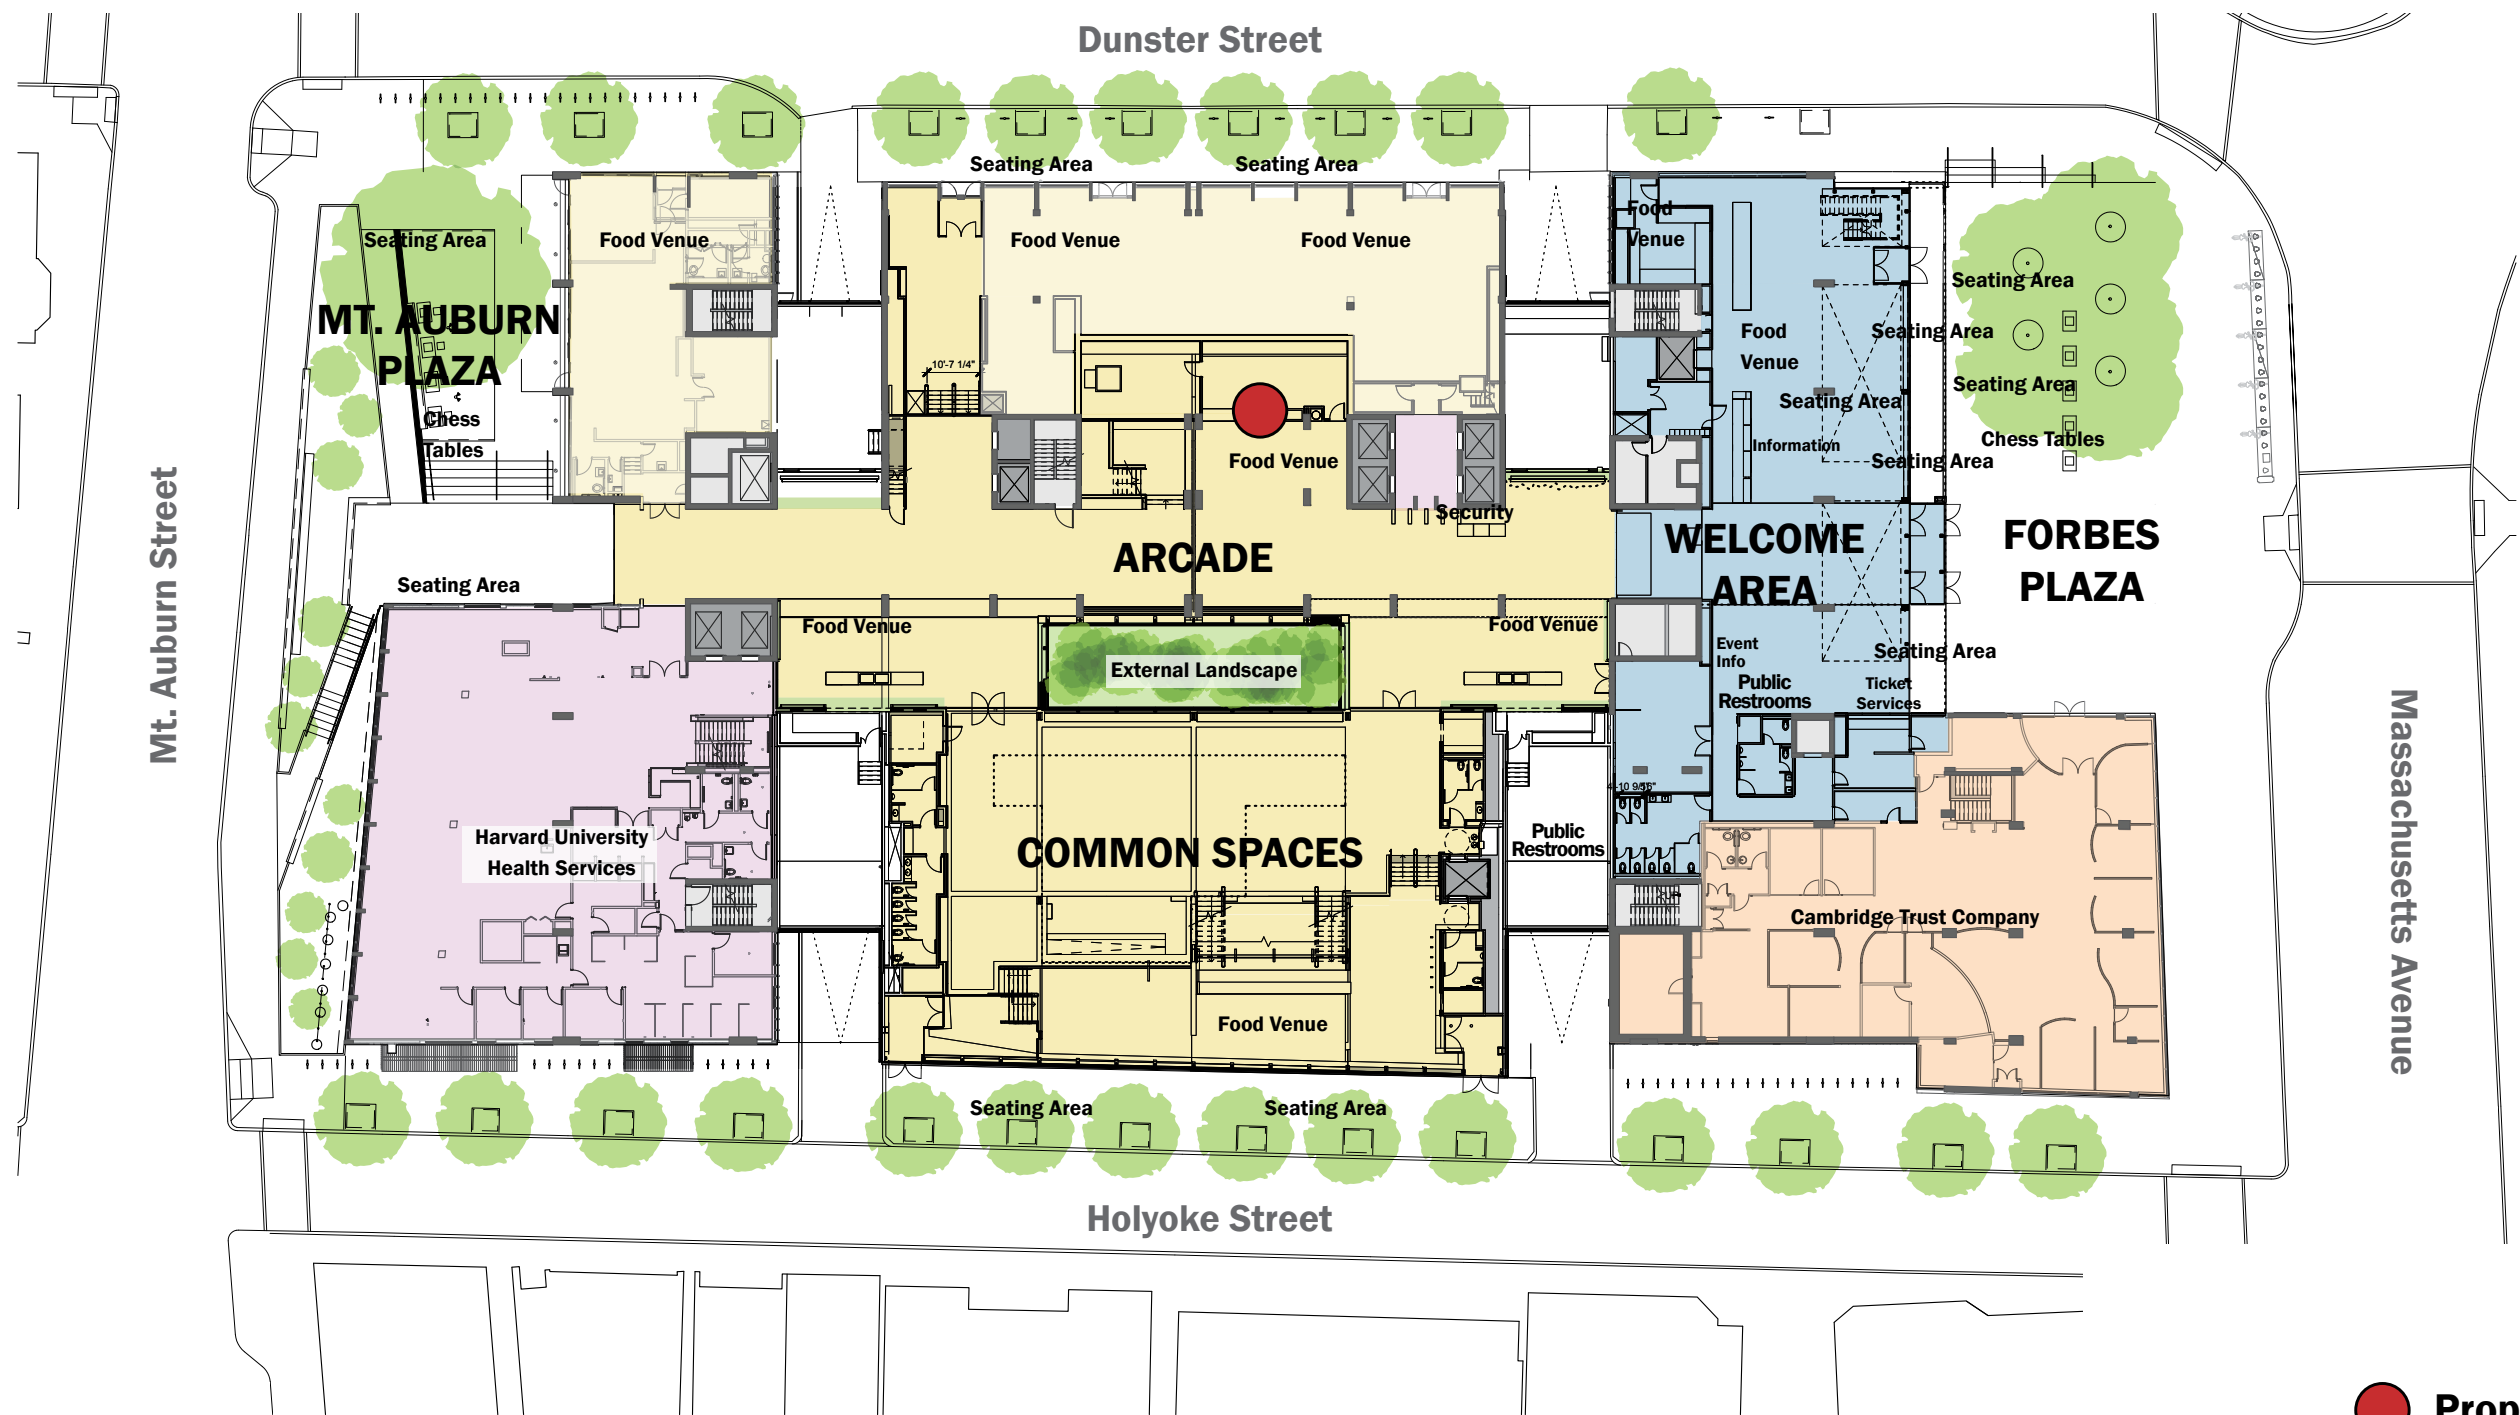 Dunster Street
Seating Area
Seating Area
Seating Area
Food Venue
Food Venue
Food Venue
Food
Venue
Seating Area
MT. AUBURN
PLAZA
Food
Venue
Seating Area
10'-7 1/4"
Seating Area
Seating Area
Chess
Tables
Chess Tables
Information
Food Venue
Seating Area
Security
ARCADE
WELCOME
AREA
FORBES
PLAZA
Seating Area
Mt. Auburn Street
Food Venue
Food Venue
External Landscape
Event
Info
Seating Area
Public
Restrooms
Ticket
Services
Massachusetts Avenue
Harvard University
Health Services
COMMON SPACES
Public
Restrooms
Cambridge Trust Company
Food Venue
Seating Area
Seating Area
Holyoke Street